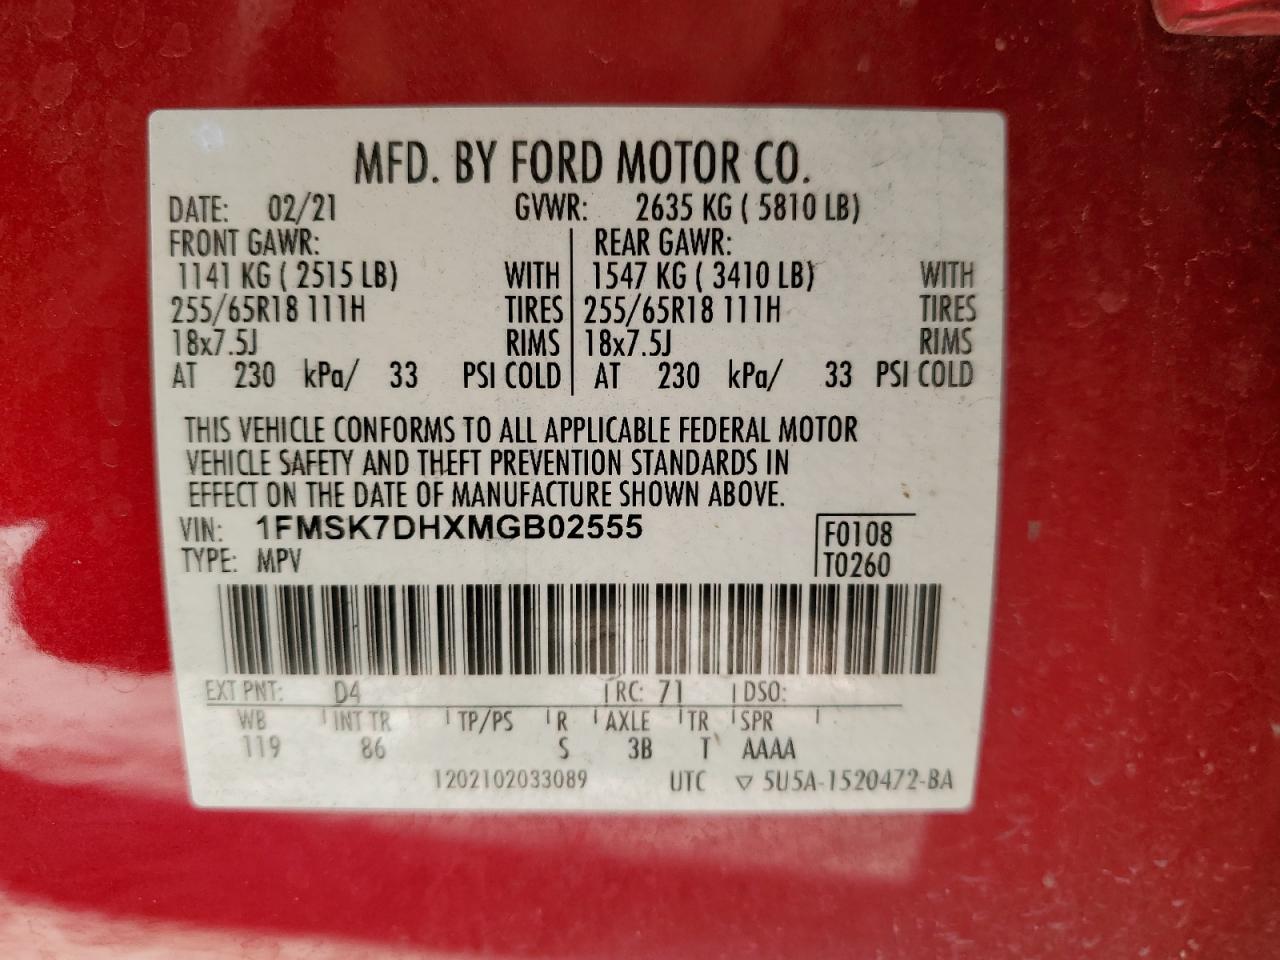 MFD. BY FORD MOTOR CO.
DATE: 02/21 GVWR: 2635 KG ( 5810 LB)
FRONT GAWR: REAR GAWR:
1141 KG ( 2515 LB) WITH 1547 KG ( 3410 LB) WITH
255/65R18 111H TIRES 255/65R18 111H TIRES
18x7.5J RIMS 18x7.5J RIMS
AT 230 kPa/ 33 PSI COLD AT 230 kPa/ 33 PSI COLD
THIS VEHICLE CONFORMS TO ALL APPLICABLE FEDERAL MOTOR
VEHICLE SAFETY AND THEFT PREVENTION STANDARDS IN
EFFECT ON THE DATE OF MANUFACTURE SHOWN ABOVE.
VIN: 1FMSK7DHXMGB02555 F0108
TYPE: MPV T0260
EXT PNT: D4 RC: 71 DSO:
WB INT TR TP/PS R AXLE TR SPR
119 86 S 3B T AAAA
1202102033089 UTC ▽ 5U5A-1520472-BA